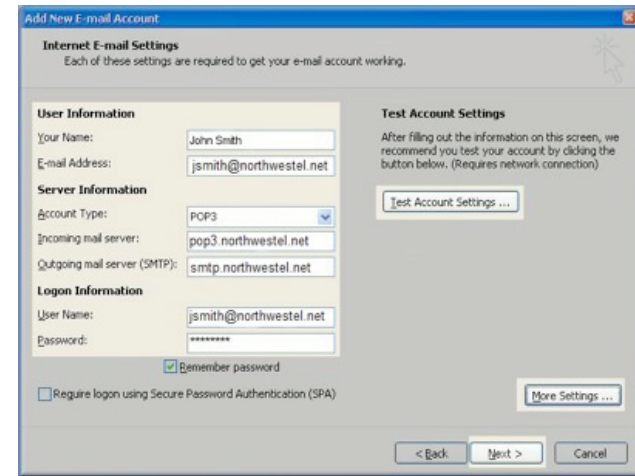 Add New E-mail Account
Internet E-mail Settings
Each of these settings are required to get your e-mail account working.
User Information
Your Name: John Smith
E-mail Address: jsmith@northwestel.net
Server Information
Account Type: POP3
Incoming mail server: pop3.northwestel.net
Outgoing mail server (SMTP): smtp.northwestel.net
Logon Information
User Name: jsmith@northwestel.net
Password: ********
Remember password
Require logon using Secure Password Authentication (SPA)
Test Account Settings
After filling out the information on this screen, we
recommend you test your account by clicking the
button below. (Requires network connection)
Test Account Settings ...
More Settings ...
< Back
Next >
Cancel